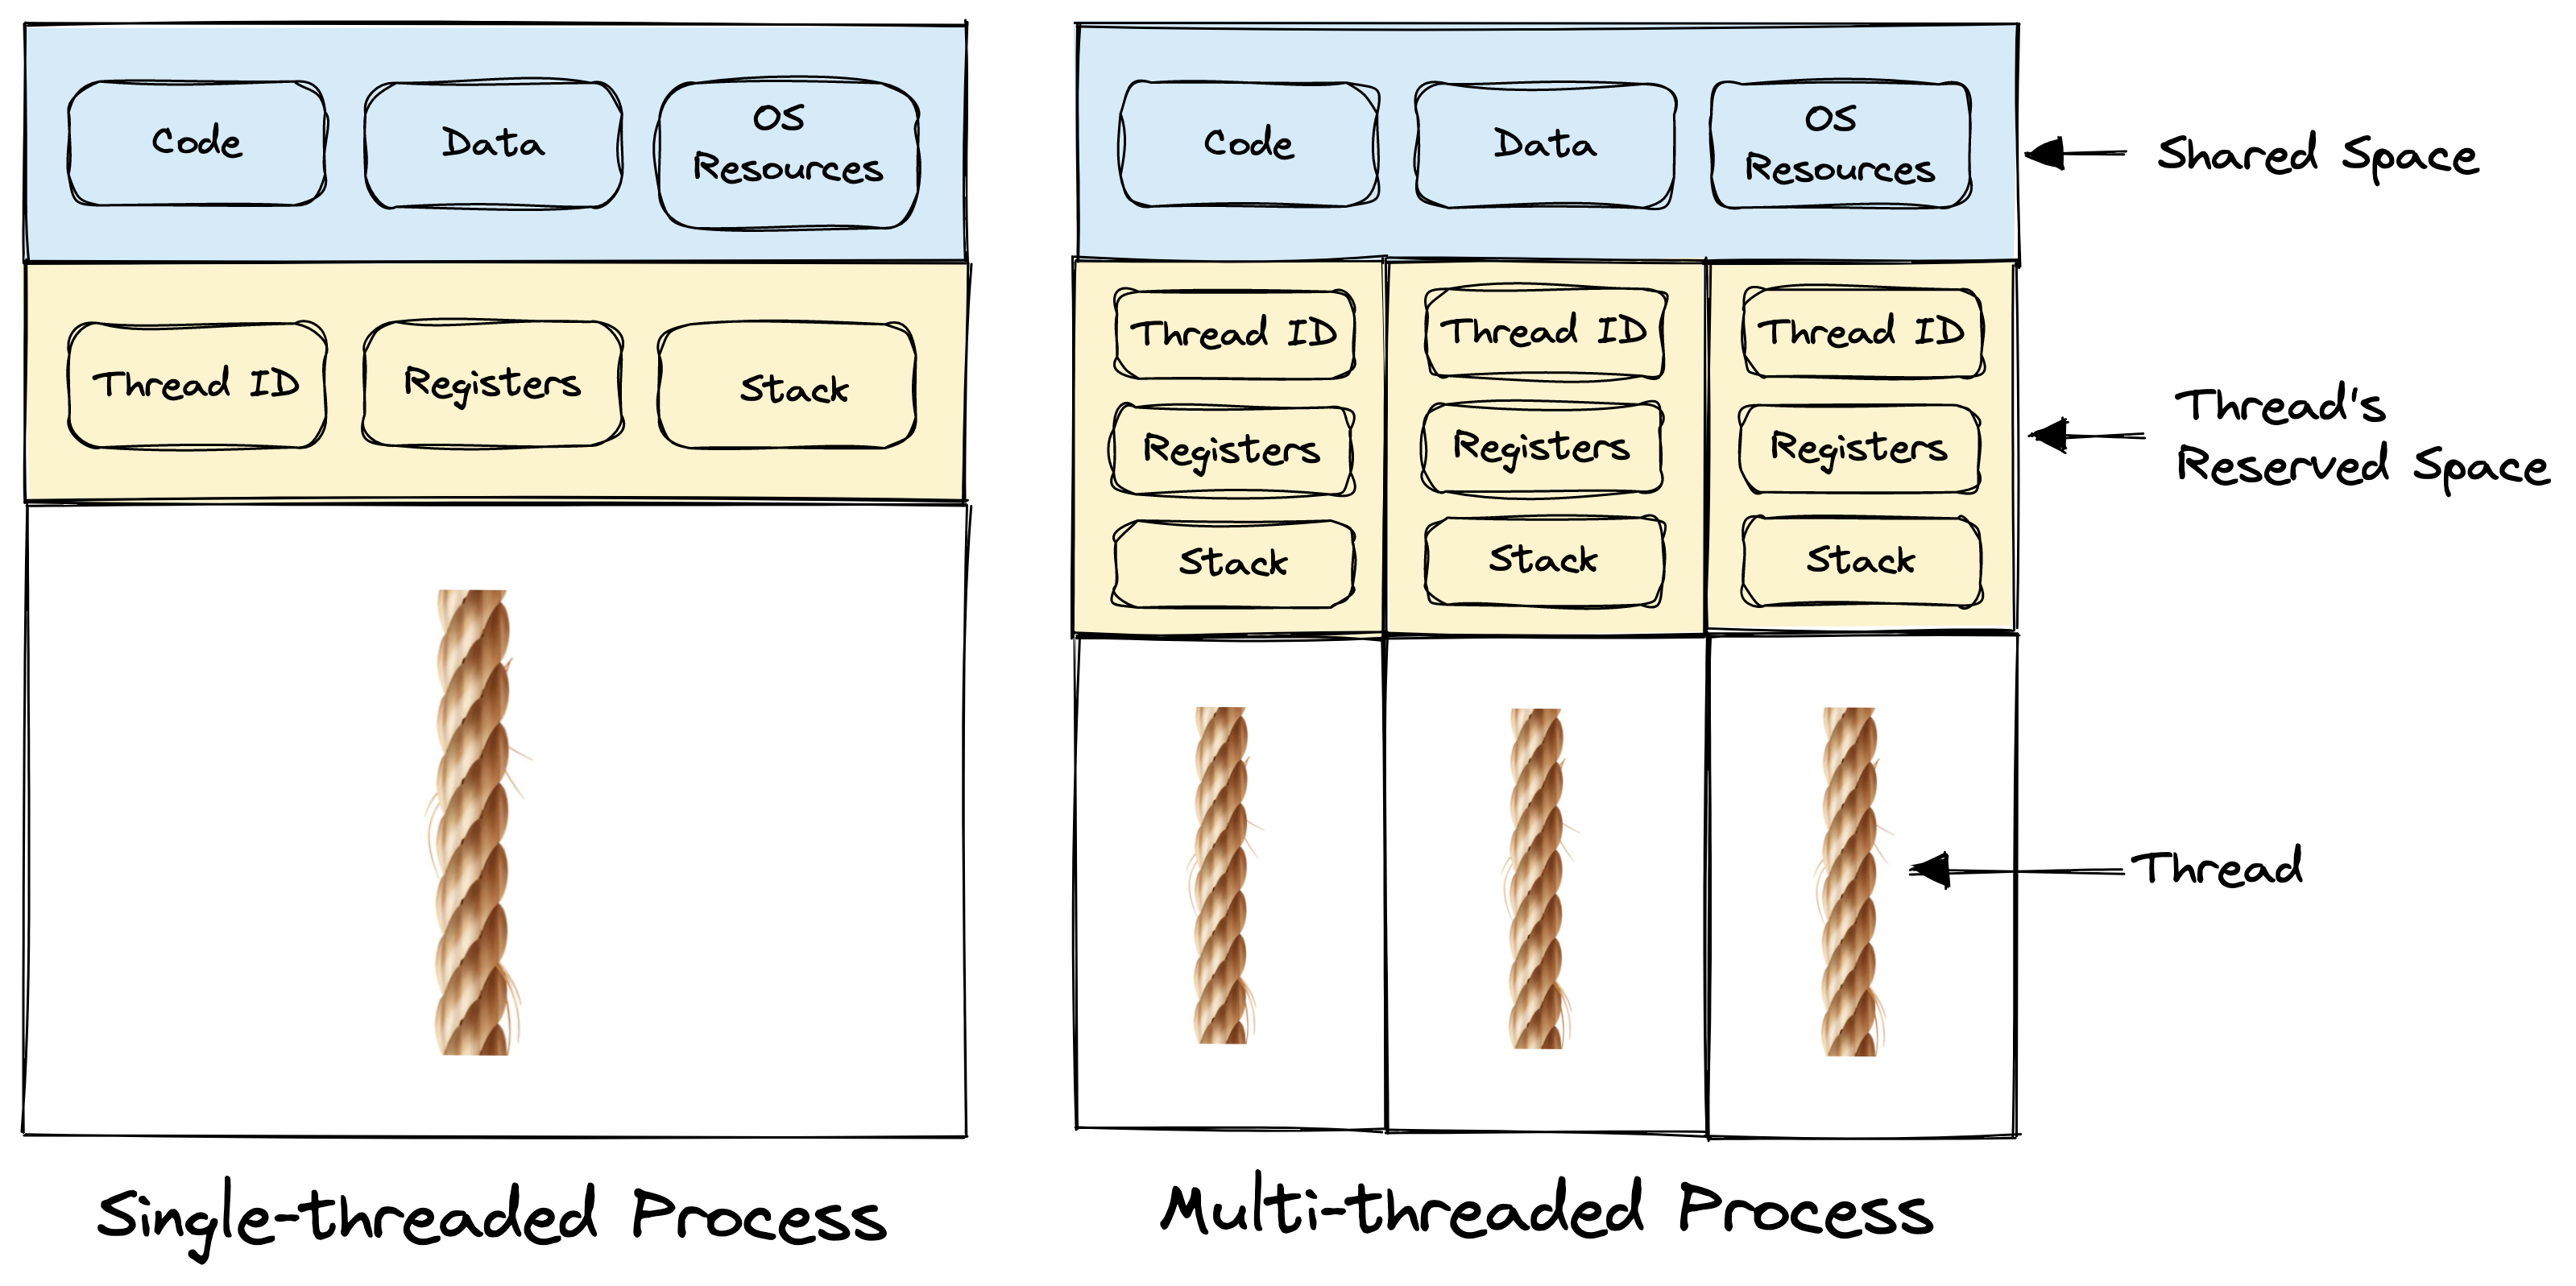 Code
Data
OS
Resources
Thread ID
Registers
Stack
Single-threaded Process
Code
Data
OS
Resources
Shared Space
Thread ID
Thread ID
Thread ID
Registers
Registers
Registers
Stack
Stack
Stack
Thread's
Reserved Space
Thread
Multi-threaded Process